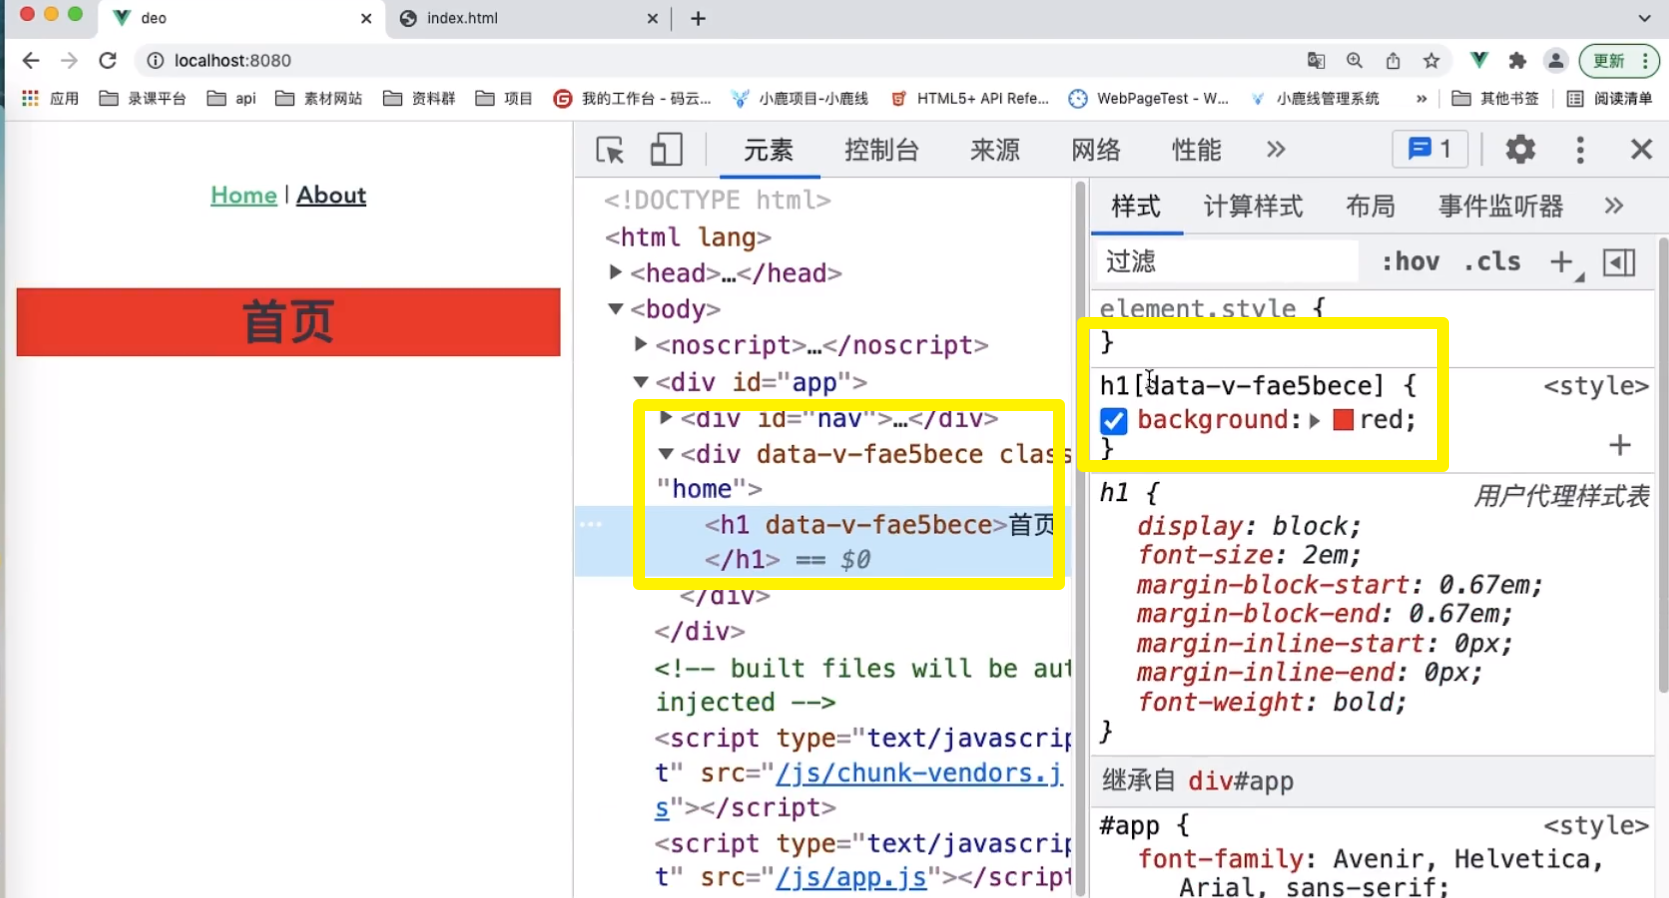 deo
index.html
localhost:8080
更新
应用
录课平台
api
素材网站
资料群
项目
我的工作台 - 码云...
小鹿项目-小鹿线
HTML5+ API Refe...
WebPageTest - W...
小鹿线管理系统
»
其他书签
阅读清单
Home | About
首页
元素
控制台
来源
网络
性能
»
1
<!DOCTYPE html>
<html lang>
<head>…</head>
<body>
<noscript>…</noscript>
<div id="app">
<div id="nav">…</div>
<div data-v-fae5bece clas
"home">
<h1 data-v-fae5bece>首页
</h1> == $0
</div>
</div>
<!-- built files will be aut
injected -->
<script type="text/javascrip
t" src="/js/chunk-vendors.j
s"></script>
<script type="text/javascrip
t" src="/js/app.js"></script
样式
计算样式
布局
事件监听器
»
过滤
:hov
.cls
+
element.style {
}
h1[data-v-fae5bece] {
<style>
background: red;
}
+
h1 {
用户代理样式表
display: block;
font-size: 2em;
margin-block-start: 0.67em;
margin-block-end: 0.67em;
margin-inline-start: 0px;
margin-inline-end: 0px;
font-weight: bold;
}
继承自 div#app
#app {
<style>
font-family: Avenir, Helvetica,
Arial, sans-serif;